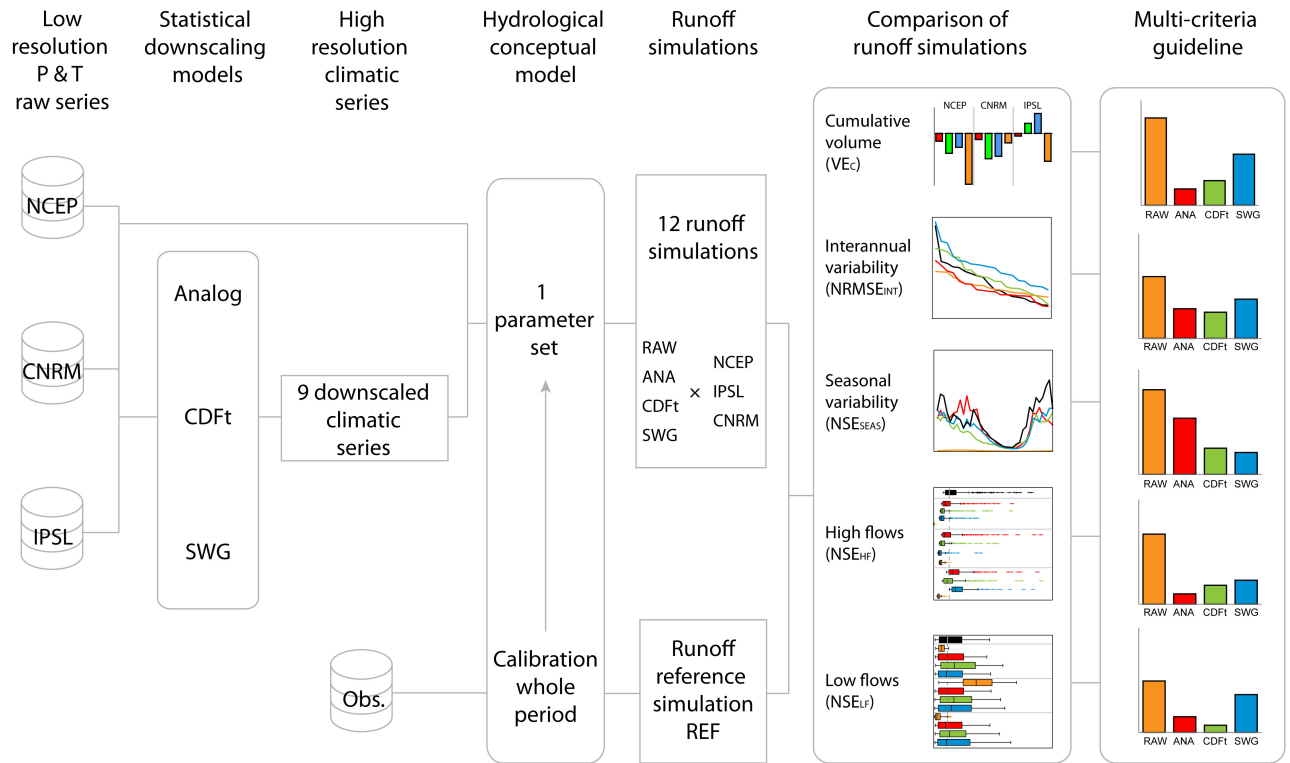 Low
resolution
P & T
raw series
Statistical
downscaling
models
High
resolution
climatic
series
Hydrological
conceptual
model
Runoff
simulations
Comparison of
runoff simulations
Multi-criteria
guideline
NCEP
CNRM
IPSL
Analog
CDFt
SWG
9 downscaled
climatic
series
Obs.
1
parameter
set
Calibration
whole
period
12 runoff
simulations
RAW
ANA
CDFt
SWG
×
NCEP
IPSL
CNRM
Runoff
reference
simulation
REF
Cumulative
volume
(VEC)
NCEP CNRM IPSL
Interannual
variability
(NRMSEINT)
Seasonal
variability
(NSESEAS)
High flows
(NSEHF)
Low flows
(NSELF)
RAW ANA CDFt SWG
RAW ANA CDFt SWG
RAW ANA CDFt SWG
RAW ANA CDFt SWG
RAW ANA CDFt SWG